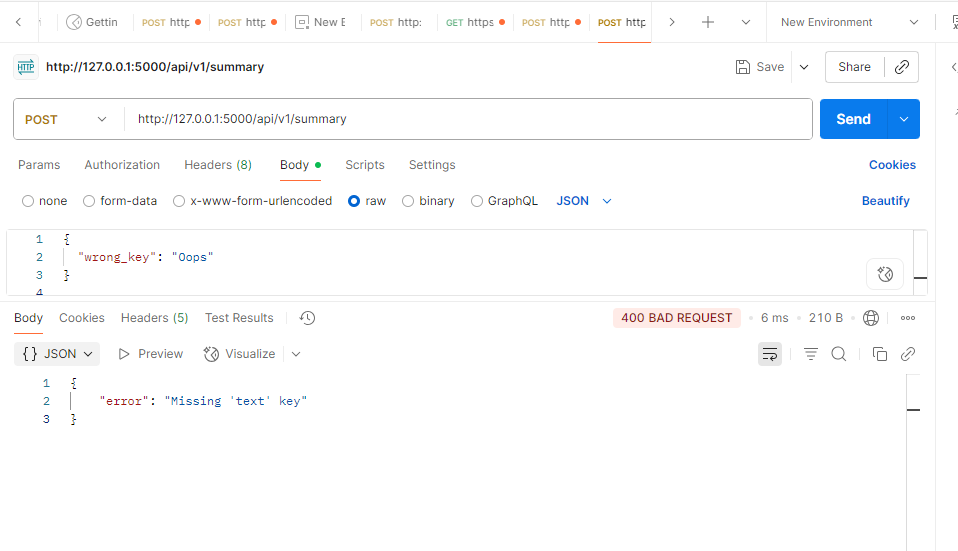 Gettin POST http POST http New E POST http: GET https POST http POST http New Environment
HTTP http://127.0.0.1:5000/api/v1/summary Save Share
POST http://127.0.0.1:5000/api/v1/summary Send
Params Authorization Headers (8) Body Scripts Settings Cookies
none form-data x-www-form-urlencoded raw binary GraphQL JSON Beautify
1 {
2 "wrong_key": "Oops"
3 }
4
Body Cookies Headers (5) Test Results 400 BAD REQUEST 6 ms 210 B
{} JSON Preview Visualize
1 {
2 "error": "Missing 'text' key"
3 }